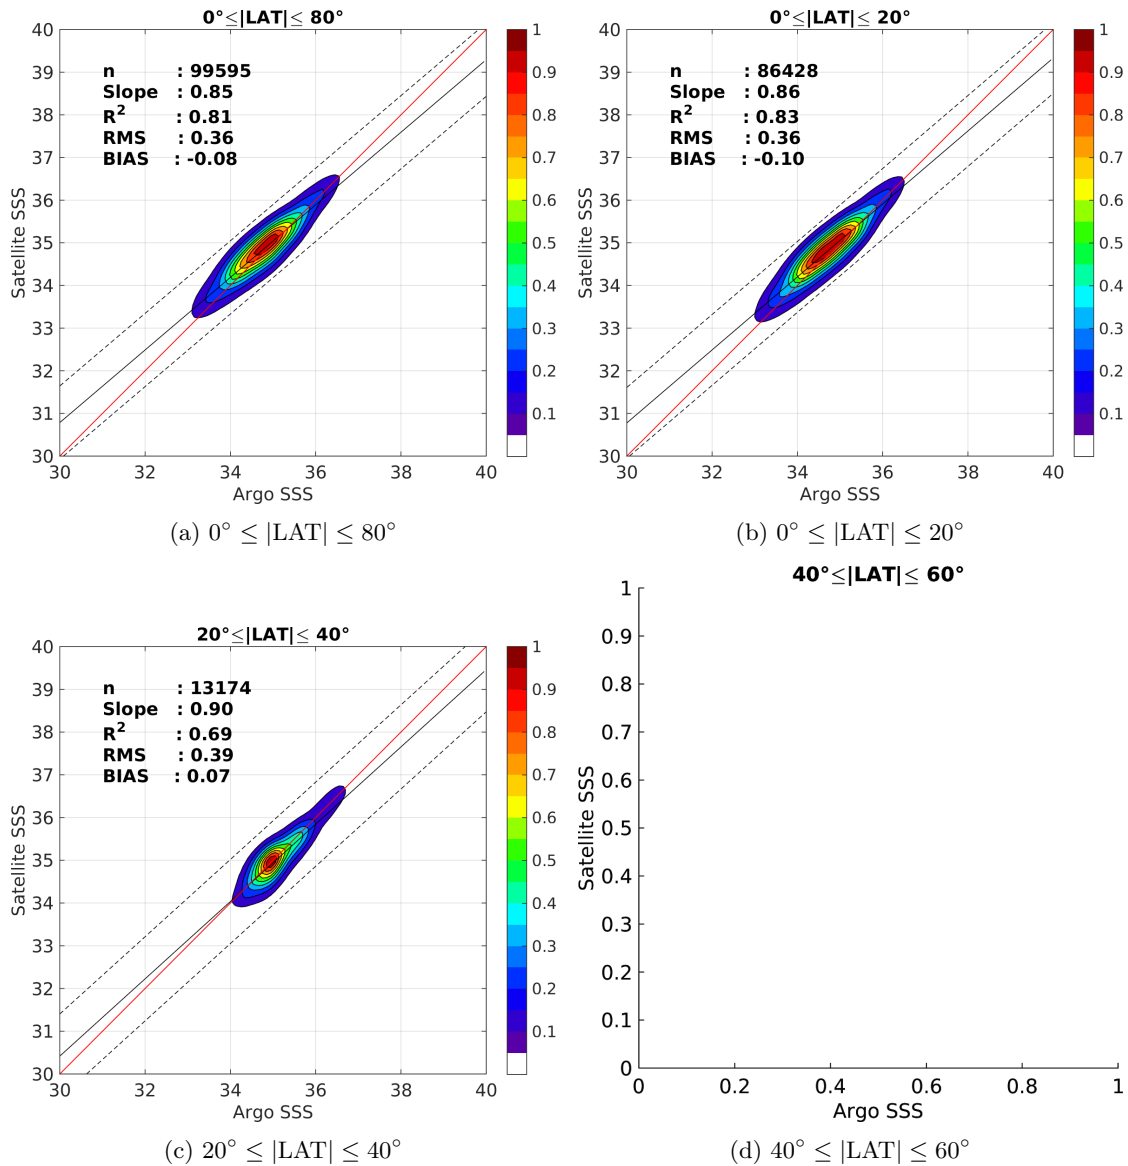 0°≤|LAT|≤ 80°
n : 99595
Slope : 0.85
R² : 0.81
RMS : 0.36
BIAS : -0.08
Satellite SSS
40
39
38
37
36
35
34
33
32
31
30
30 32 34 36 38 40
Argo SSS
1
0.9
0.8
0.7
0.6
0.5
0.4
0.3
0.2
0.1
(a) 0° ≤ |LAT| ≤ 80°
0°≤|LAT|≤ 20°
n : 86428
Slope : 0.86
R² : 0.83
RMS : 0.36
BIAS : -0.10
Satellite SSS
40
39
38
37
36
35
34
33
32
31
30
30 32 34 36 38 40
Argo SSS
1
0.9
0.8
0.7
0.6
0.5
0.4
0.3
0.2
0.1
(b) 0° ≤ |LAT| ≤ 20°
20°≤|LAT|≤ 40°
n : 13174
Slope : 0.90
R² : 0.69
RMS : 0.39
BIAS : 0.07
Satellite SSS
40
39
38
37
36
35
34
33
32
31
30
30 32 34 36 38 40
Argo SSS
1
0.9
0.8
0.7
0.6
0.5
0.4
0.3
0.2
0.1
(c) 20° ≤ |LAT| ≤ 40°
40°≤|LAT|≤ 60°
Satellite SSS
1
0.9
0.8
0.7
0.6
0.5
0.4
0.3
0.2
0.1
0
0 0.2 0.4 0.6 0.8 1
Argo SSS
(d) 40° ≤ |LAT| ≤ 60°